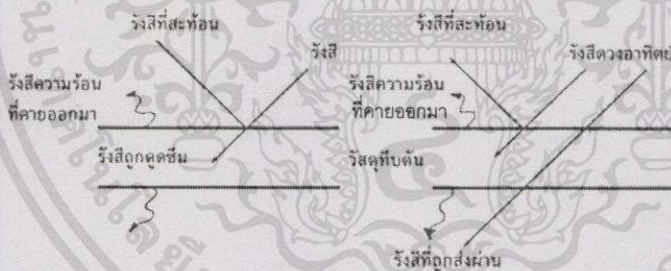 รังสีที่สะท้อน
รังสี
รังสีความร้อน
ที่คายออกมา
รังสีถูกดูดซึม
รังสีที่สะท้อน
รังสีดวงอาทิตย์
รังสีความร้อน
ที่คายออกมา
วัสดุทึบตัน
รังสีที่ถูกส่งผ่าน